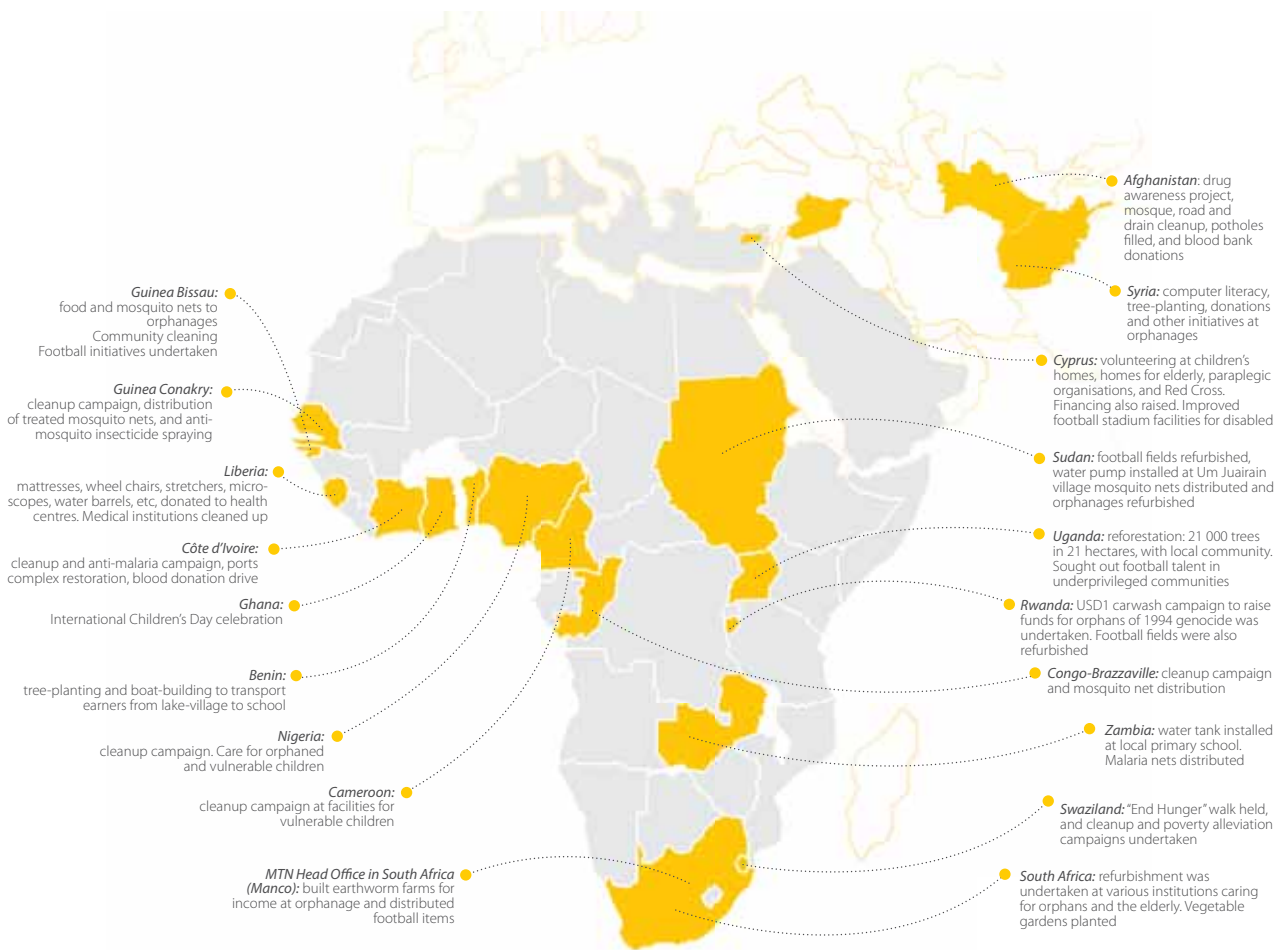 Guinea Bissau:
food and mosquito nets to
orphanages
Community cleaning
Football initiatives undertaken
Guinea Conakry:
cleanup campaign, distribution
of treated mosquito nets, and anti-
mosquito insecticide spraying
Liberia:
mattresses, wheel chairs, stretchers, micro-
scopes, water barrels, etc, donated to health
centres. Medical institutions cleaned up
Côte d'Ivoire:
cleanup and anti-malaria campaign, ports
complex restoration, blood donation drive
Ghana:
International Children's Day celebration
Benin:
tree-planting and boat-building to transport
earners from lake-village to school
Nigeria:
cleanup campaign. Care for orphaned
and vulnerable children
Cameroon:
cleanup campaign at facilities for
vulnerable children
MTN Head Office in South Africa
(Manco): built earthworm farms for
income at orphanage and distributed
football items
Afghanistan: drug
awareness project,
mosque, road and
drain cleanup, potholes
filled, and blood bank
donations
Syria: computer literacy,
tree-planting, donations
and other initiatives at
orphanages
Cyprus: volunteering at children's
homes, homes for elderly, paraplegic
organisations, and Red Cross.
Financing also raised. Improved
football stadium facilities for disabled
Sudan: football fields refurbished,
water pump installed at Um Juairain
village mosquito nets distributed and
orphanages refurbished
Uganda: reforestation: 21 000 trees
in 21 hectares, with local community.
Sought out football talent in
underprivileged communities
Rwanda: USD1 carwash campaign to raise
funds for orphans of 1994 genocide was
undertaken. Football fields were also
refurbished
Congo-Brazzaville: cleanup campaign
and mosquito net distribution
Zambia: water tank installed
at local primary school.
Malaria nets distributed
Swaziland: "End Hunger" walk held,
and cleanup and poverty alleviation
campaigns undertaken
South Africa: refurbishment was
undertaken at various institutions caring
for orphans and the elderly. Vegetable
gardens planted